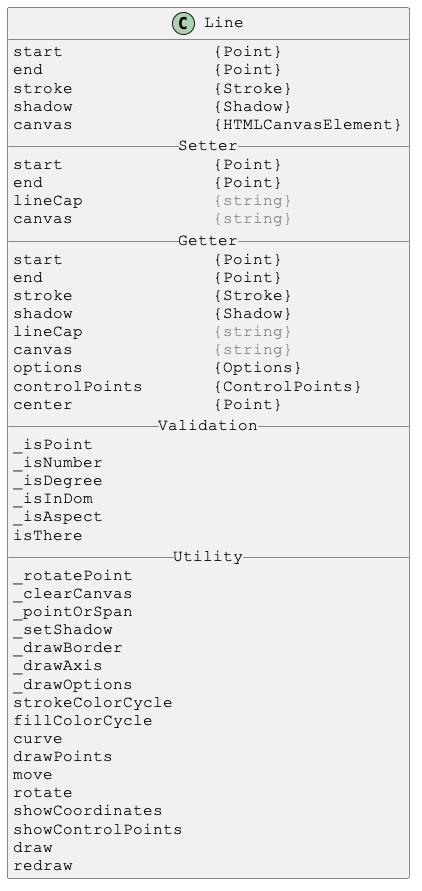 C Line
start {Point}
end {Point}
stroke {Stroke}
shadow {Shadow}
canvas {HTMLCanvasElement}
Setter
start {Point}
end {Point}
lineCap {string}
canvas {string}
Getter
start {Point}
end {Point}
stroke {Stroke}
shadow {Shadow}
lineCap {string}
canvas {string}
options {Options}
controlPoints {ControlPoints}
center {Point}
Validation
_isPoint
_isNumber
_isDegree
_isInDom
_isAspect
isThere
Utility
_rotatePoint
_clearCanvas
_pointOrSpan
_setShadow
_drawBorder
_drawAxis
_drawOptions
strokeColorCycle
fillColorCycle
curve
drawPoints
move
rotate
showCoordinates
showControlPoints
draw
redraw